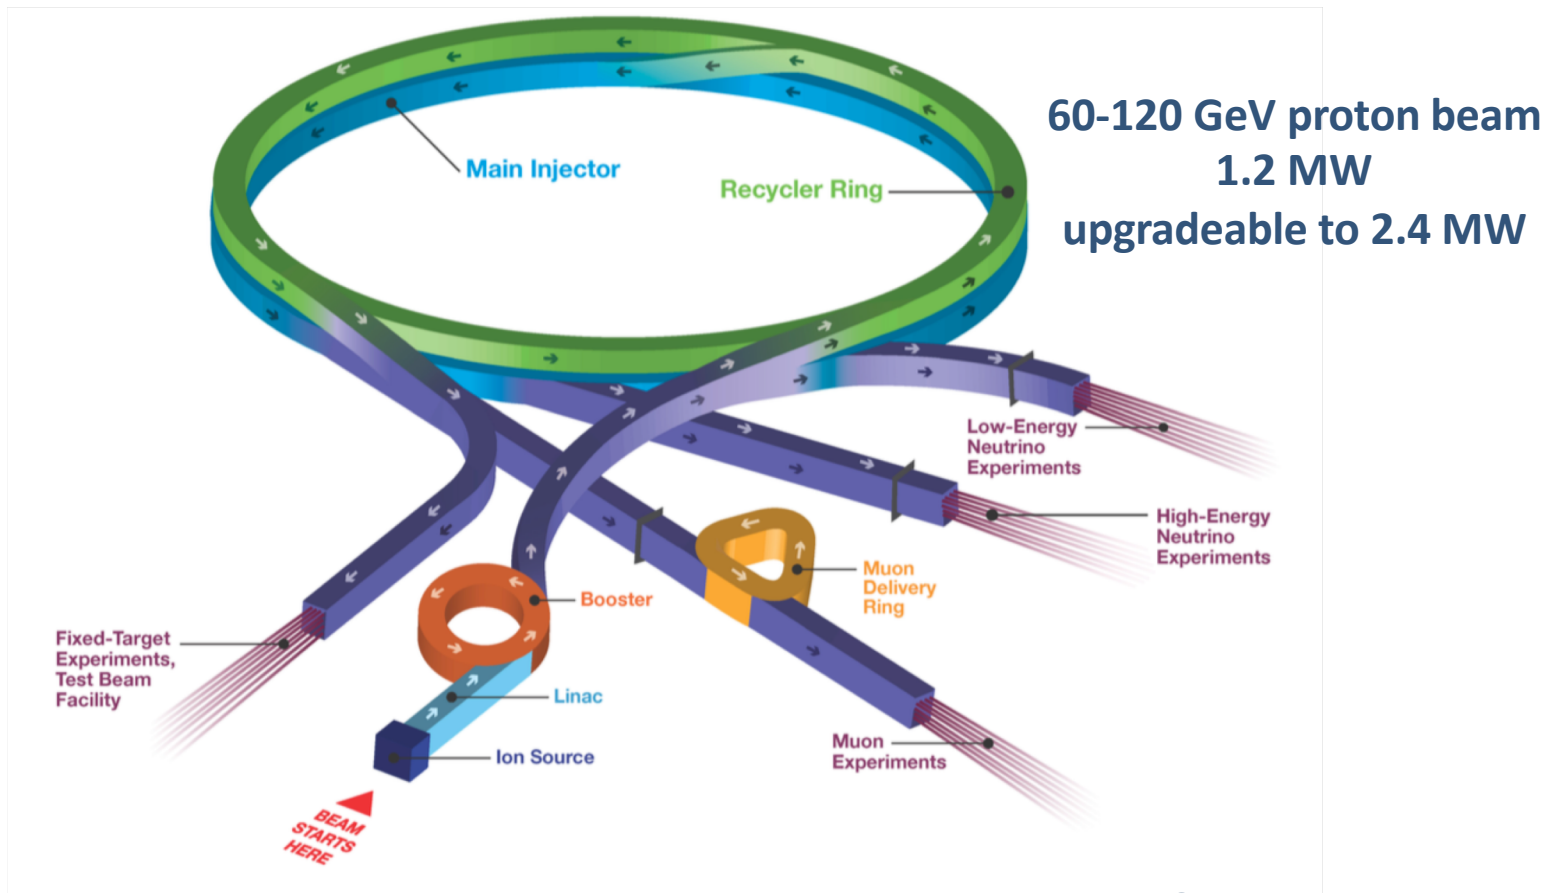 60-120 GeV proton beam
1.2 MW
upgradeable to 2.4 MW
Main Injector
Recycler Ring
Low-Energy
Neutrino
Experiments
High-Energy
Neutrino
Experiments
Muon
Delivery
Ring
Booster
Fixed-Target
Experiments,
Test Beam
Facility
Linac
Ion Source
Muon
Experiments
BEAM
STARTS
HERE